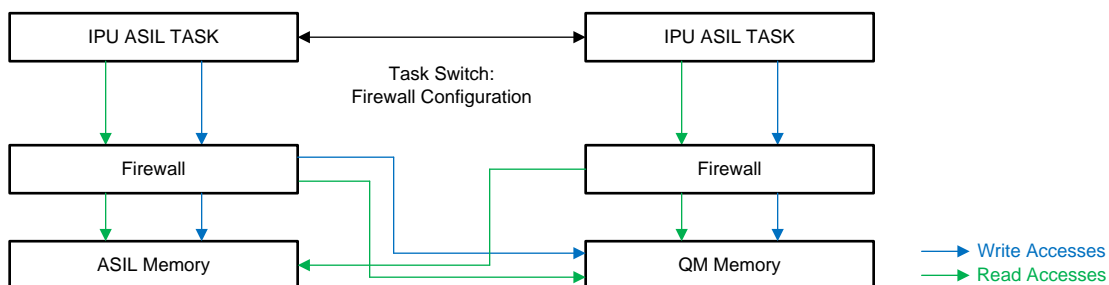 IPU ASIL TASK
IPU ASIL TASK
Task Switch:
Firewall Configuration
Firewall
Firewall
ASIL Memory
QM Memory
Write Accesses
Read Accesses